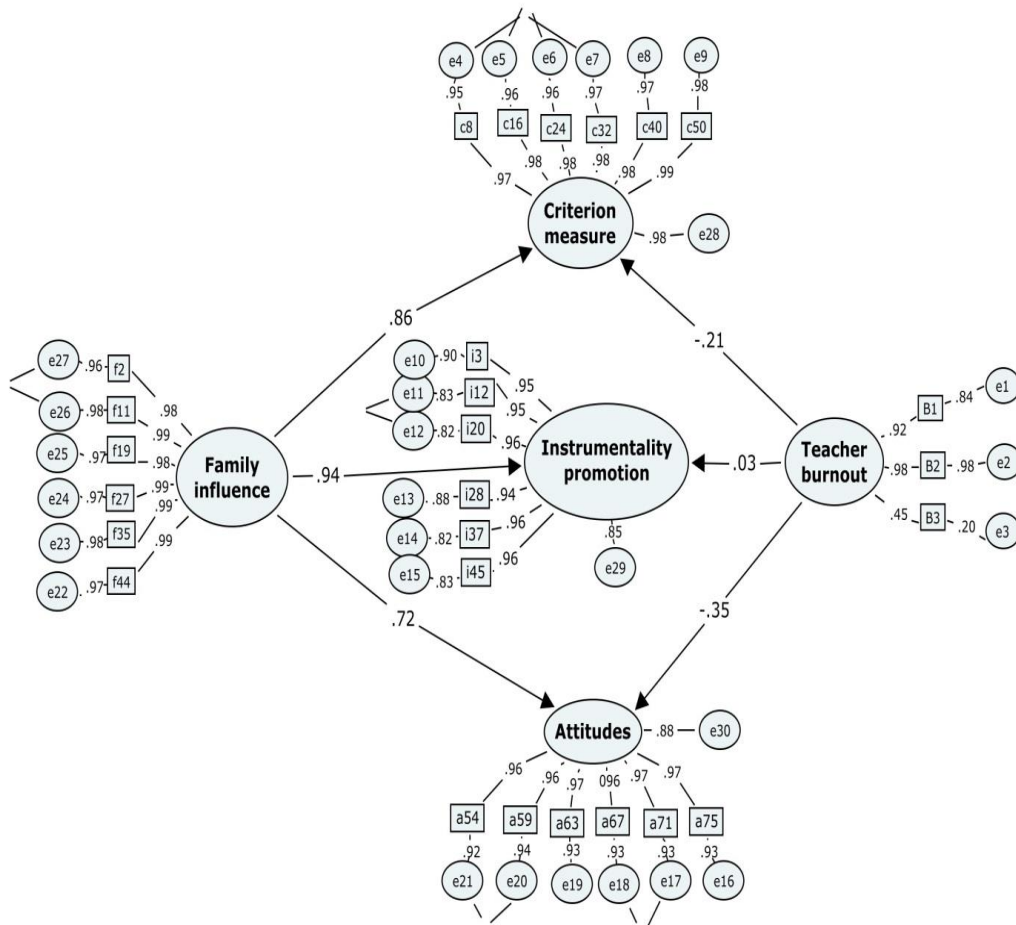 e4 e5 e6 e7 e8 e9
.95 .96 .96 .97 .97 .98
c8 c16 c24 c32 c40 c50
.97 .98 .98 .98 .98 .99
Criterion
measure
.98 e28
.86
-.21
e27 .96 f2 .98
e26 .98 f11 .99
e25 .97 f19 .98
e24 .97 f27 .99
e23 .98 f35 .99
e22 .97 f44 .99
Family
influence
.94
e10 .90 i3 .95
e11 .83 i12 .95
e12 .82 i20 .96
e13 .88 i28 .94
e14 .82 i37 .96
e15 .83 i45 .96
Instrumentality
promotion
.85
e29
.03
Teacher
burnout
.92 B1 .84 e1
.98 B2 .98 e2
.45 B3 .20 e3
.72
-.35
Attitudes
.88 e30
.96 .96 .97 096 .97 .97
a54 a59 a63 a67 a71 a75
.92 .94 .93 .93 .93 .93
e21 e20 e19 e18 e17 e16